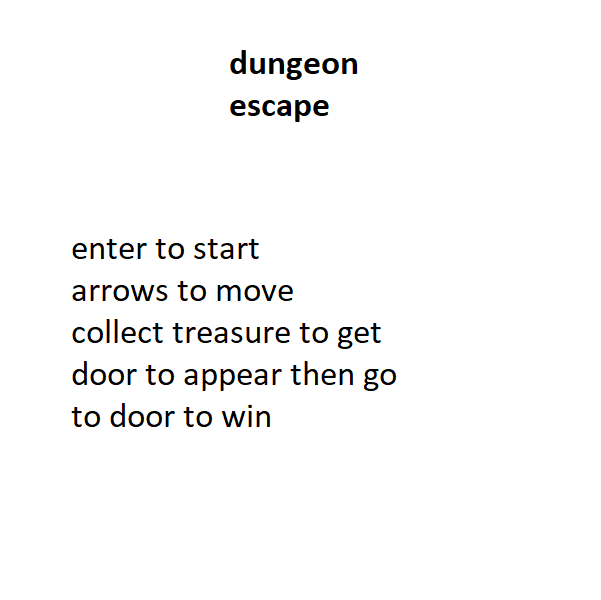 dungeon
escape
enter to start
arrows to move
collect treasure to get
door to appear then go
to door to win